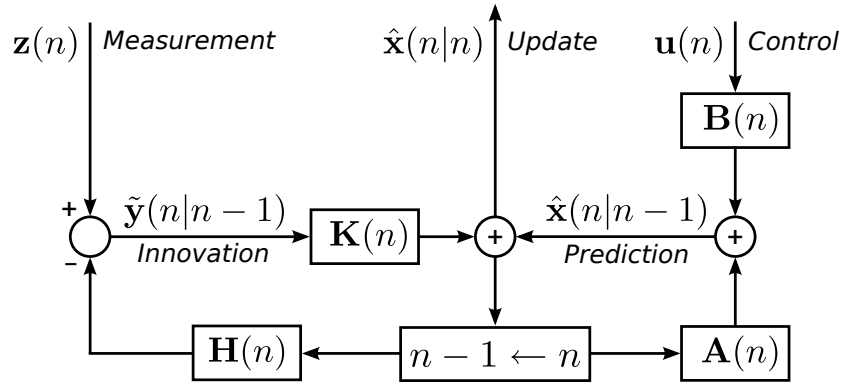 z(n) Measurement
x̂(n|n) Update
u(n) Control
B(n)
+
ỹ(n|n − 1)
x̂(n|n − 1)
K(n)
+
+
−
Innovation
Prediction
H(n)
n − 1 ← n
A(n)